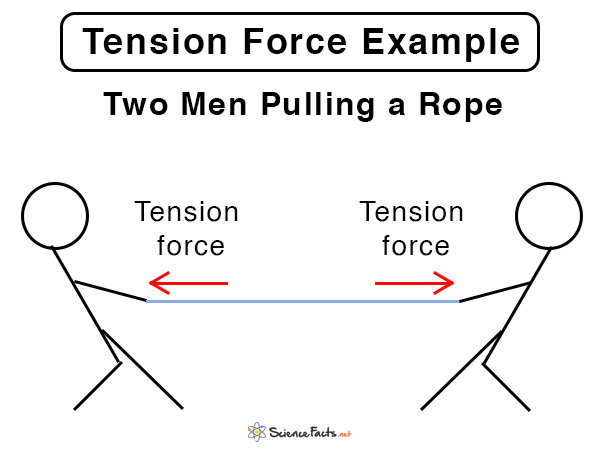 Tension Force Example
Two Men Pulling a Rope
Tension
force
Tension
force
ScienceFacts.net